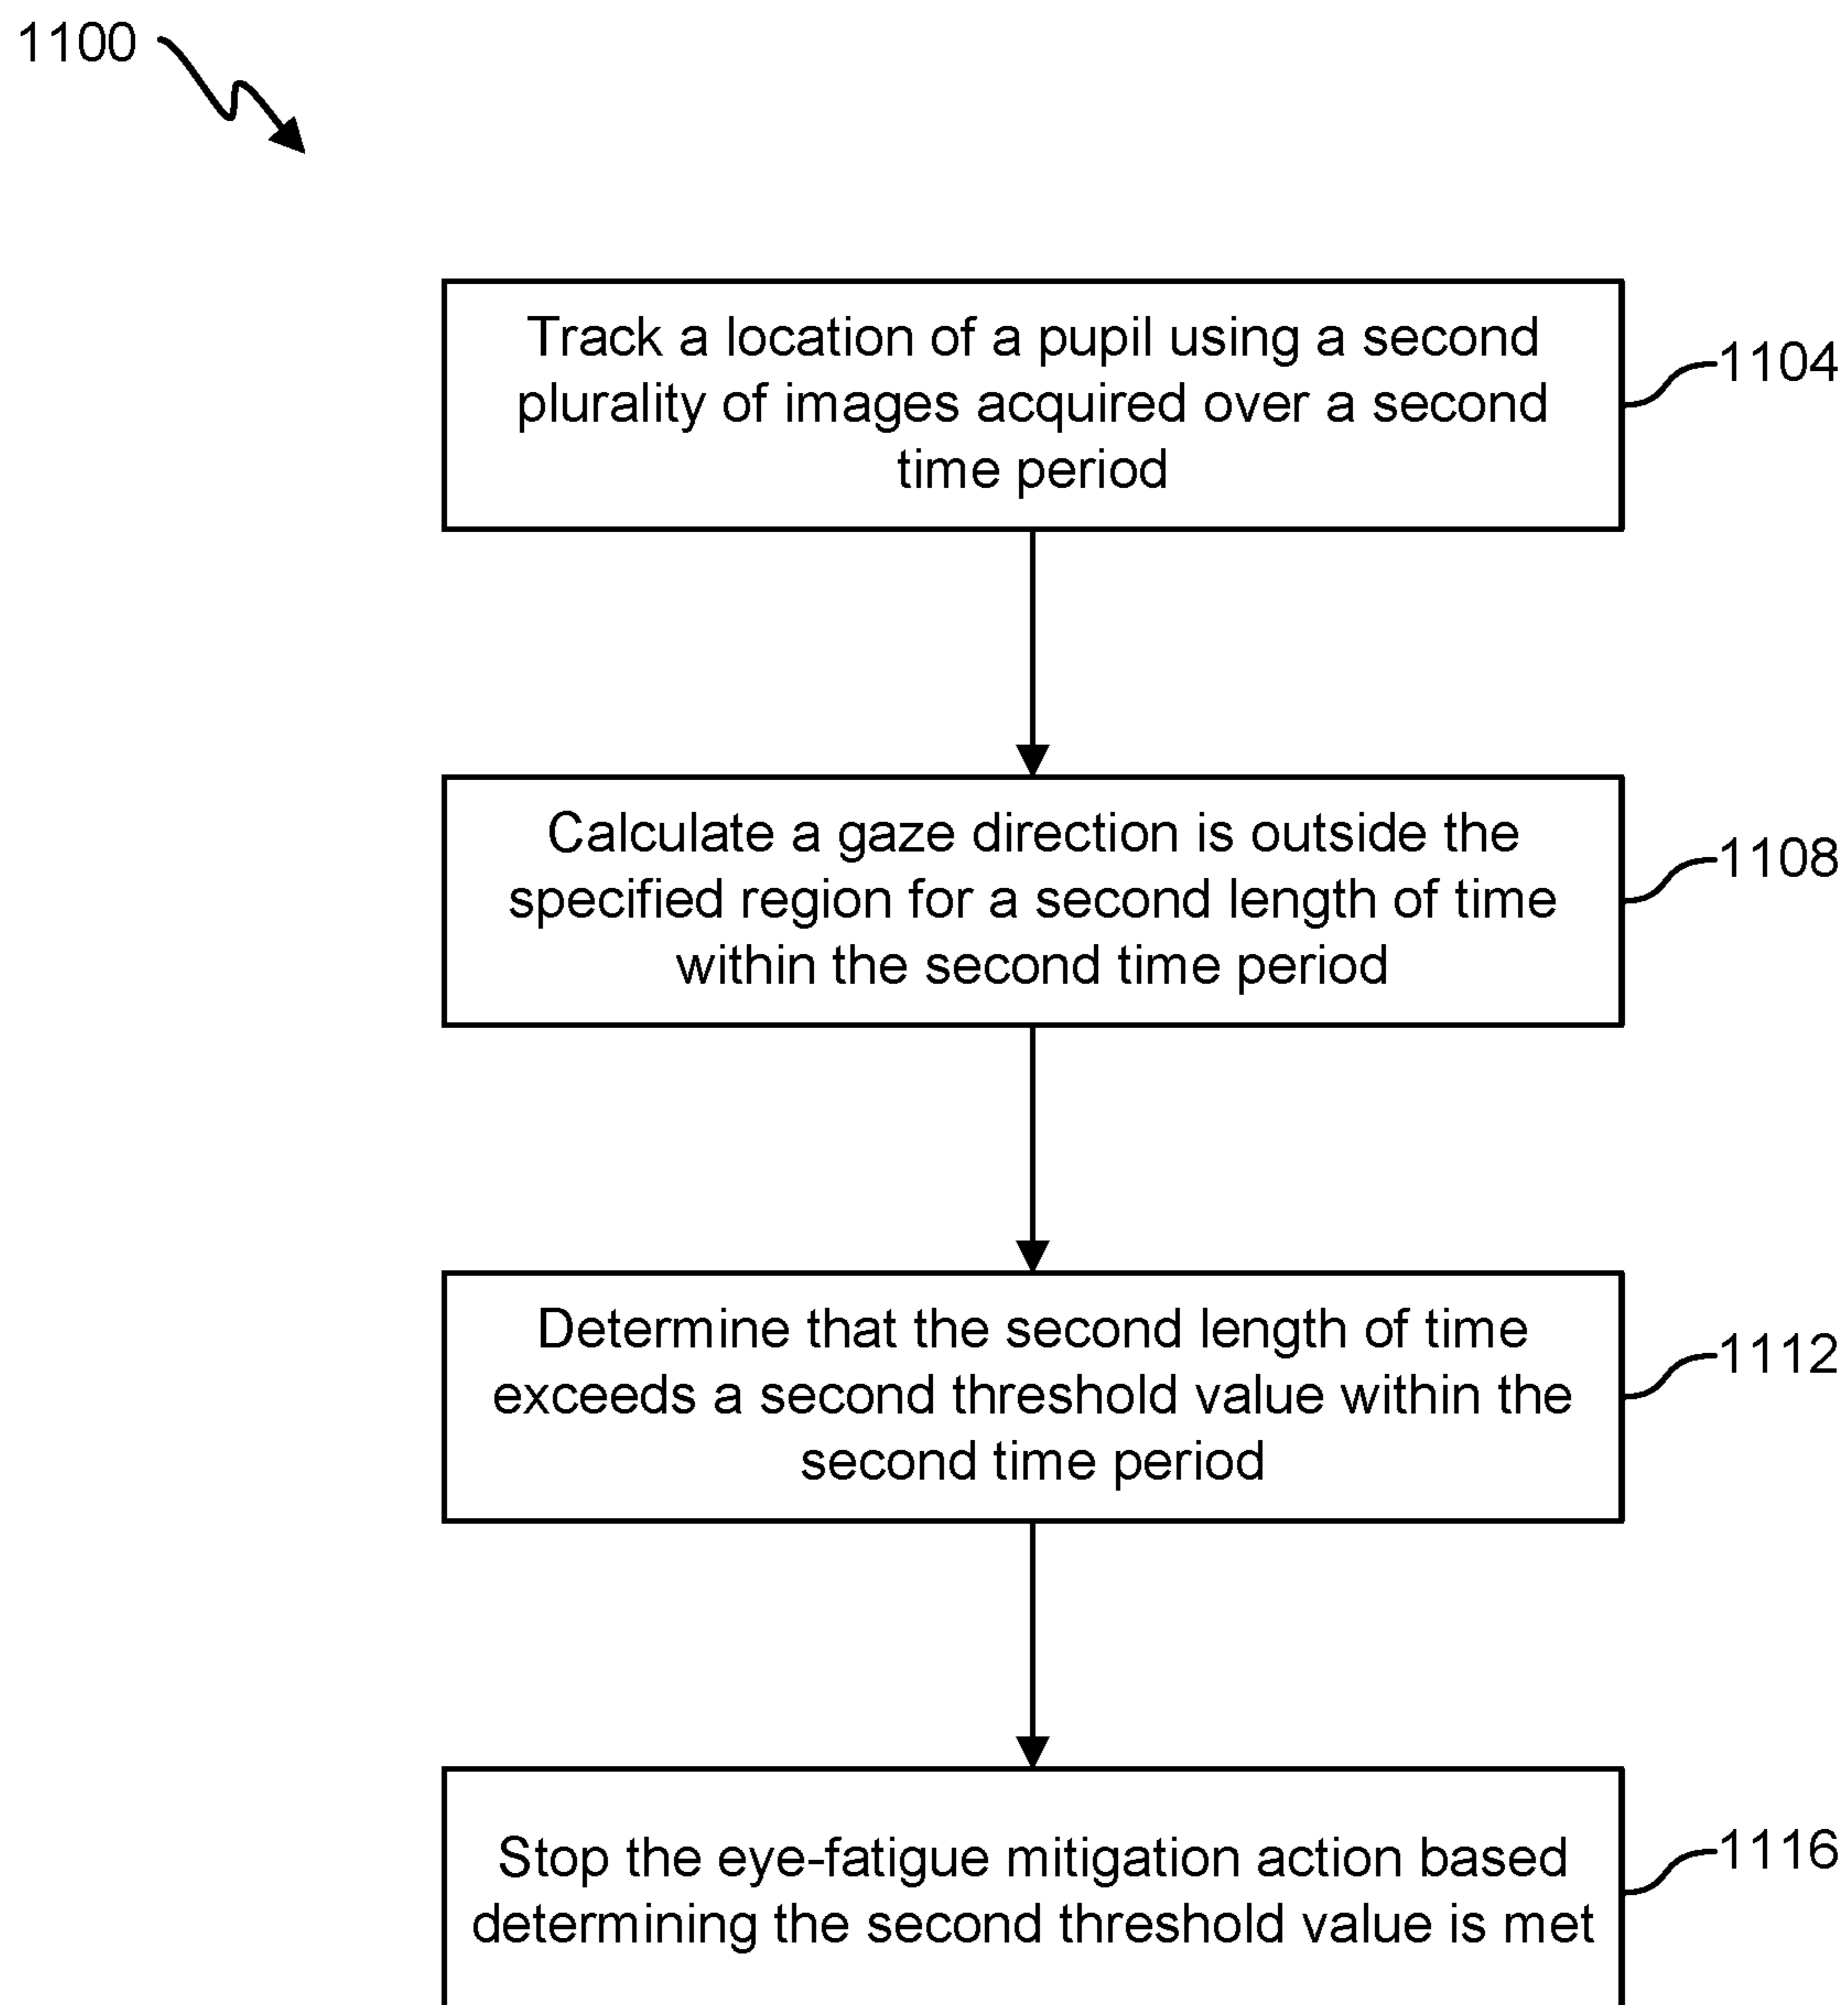 1100
Track a location of a pupil using a second
plurality of images acquired over a second
time period
1104
Calculate a gaze direction is outside the
specified region for a second length of time
within the second time period
1108
Determine that the second length of time
exceeds a second threshold value within the
second time period
1112
Stop the eye-fatigue mitigation action based
determining the second threshold value is met
1116